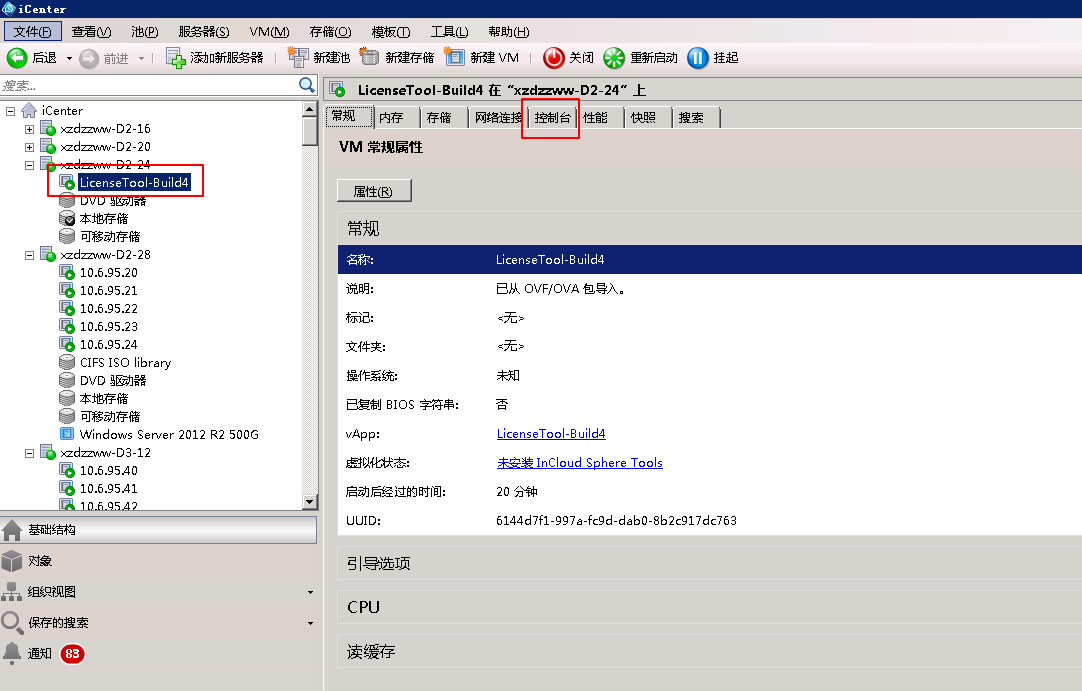 iCenter
文件(F) 查看(V) 池(P) 服务器(S) VM(M) 存储(O) 模板(T) 工具(L) 帮助(H)
后退 前进 添加新服务器 新建池 新建存储 新建 VM 关闭 重新启动 挂起
搜索...
iCenter
xzdzzww-D2-16
xzdzzww-D2-20
xzdzzww-D2-24
LicenseTool-Build4
DVD 驱动器
本地存储
可移动存储
xzdzzww-D2-28
10.6.95.20
10.6.95.21
10.6.95.22
10.6.95.23
10.6.95.24
CIFS ISO library
DVD 驱动器
本地存储
可移动存储
Windows Server 2012 R2 500G
xzdzzww-D3-12
10.6.95.40
10.6.95.41
10.6.95.42
基础结构
对象
组织视图
保存的搜索
通知 83
LicenseTool-Build4 在 “xzdzzww-D2-24” 上
常规 内存 存储 网络连接 控制台 性能 快照 搜索
VM 常规属性
属性(R)
常规
名称: LicenseTool-Build4
说明: 已从 OVF/OVA 包导入。
标记: <无>
文件夹: <无>
操作系统: 未知
已复制 BIOS 字符串: 否
vApp: LicenseTool-Build4
虚拟化状态: 未安装 InCloud Sphere Tools
启动后经过的时间: 20 分钟
UUID: 6144d7f1-997a-fc9d-dab0-8b2c917dc763
引导选项
CPU
读缓存